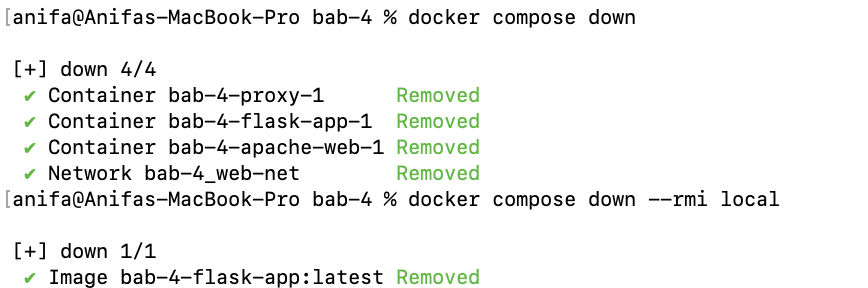 [anifa@Anifas-MacBook-Pro bab-4 % docker compose down
[+] down 4/4
✔ Container bab-4-proxy-1 Removed
✔ Container bab-4-flask-app-1 Removed
✔ Container bab-4-apache-web-1 Removed
✔ Network bab-4_web-net Removed
[anifa@Anifas-MacBook-Pro bab-4 % docker compose down --rmi local
[+] down 1/1
✔ Image bab-4-flask-app:latest Removed